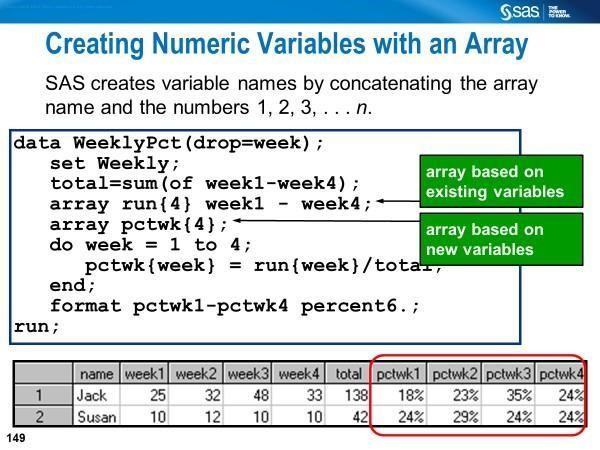 sas THE POWER TO KNOW.
Creating Numeric Variables with an Array
SAS creates variable names by concatenating the array
name and the numbers 1, 2, 3, . . . n.
data WeeklyPct(drop=week);
set Weekly;
total=sum(of week1-week4);
array run{4} week1 - week4;
array pctwk{4};
do week = 1 to 4;
pctwk{week} = run{week}/total;
end;
format pctwk1-pctwk4 percent6.;
run;
array based on
existing variables
array based on
new variables
name week1 week2 week3 week4 total pctwk1 pctwk2 pctwk3 pctwk4
1 Jack 25 32 48 33 138 18% 23% 35% 24%
2 Susan 10 12 10 10 42 24% 29% 24% 24%
149